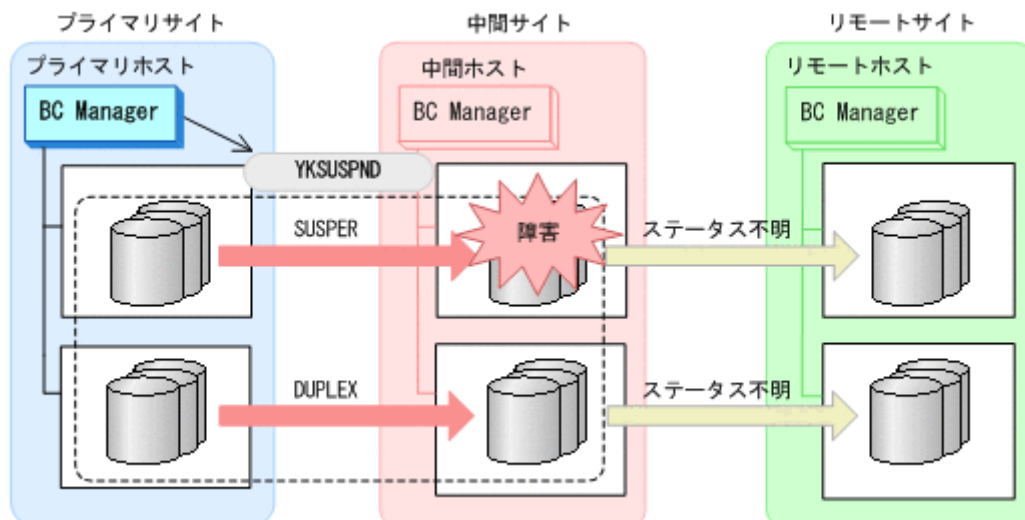 プライマリサイト
中間サイト
リモートサイト
プライマリホスト
中間ホスト
リモートホスト
BC Manager
BC Manager
BC Manager
YKSUSPND
SUSPER
障害
ステータス不明
DUPLEX
ステータス不明